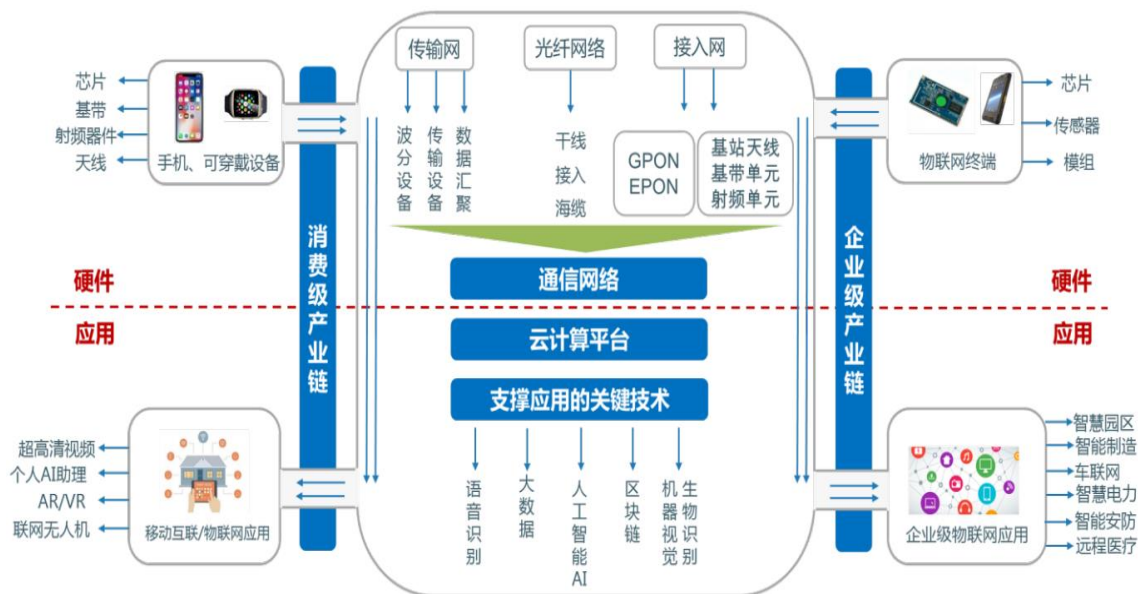 传输网
光纤网络
接入网
芯片
基带
射频器件
天线
手机、可穿戴设备
消费级产业链
波分设备
传输设备
数据汇聚
干线
接入
海缆
GPON
EPON
基站天线
基带单元
射频单元
企业级产业链
物联网终端
芯片
传感器
模组
通信网络
硬件
硬件
应用
应用
云计算平台
支撑应用的关键技术
超高清视频
个人AI助理
AR/VR
联网无人机
移动互联/物联网应用
语音识别
大数据
人工智能AI
区块链
机器视觉
生物识别
企业级物联网应用
智慧园区
智能制造
车联网
智慧电力
智能安防
远程医疗